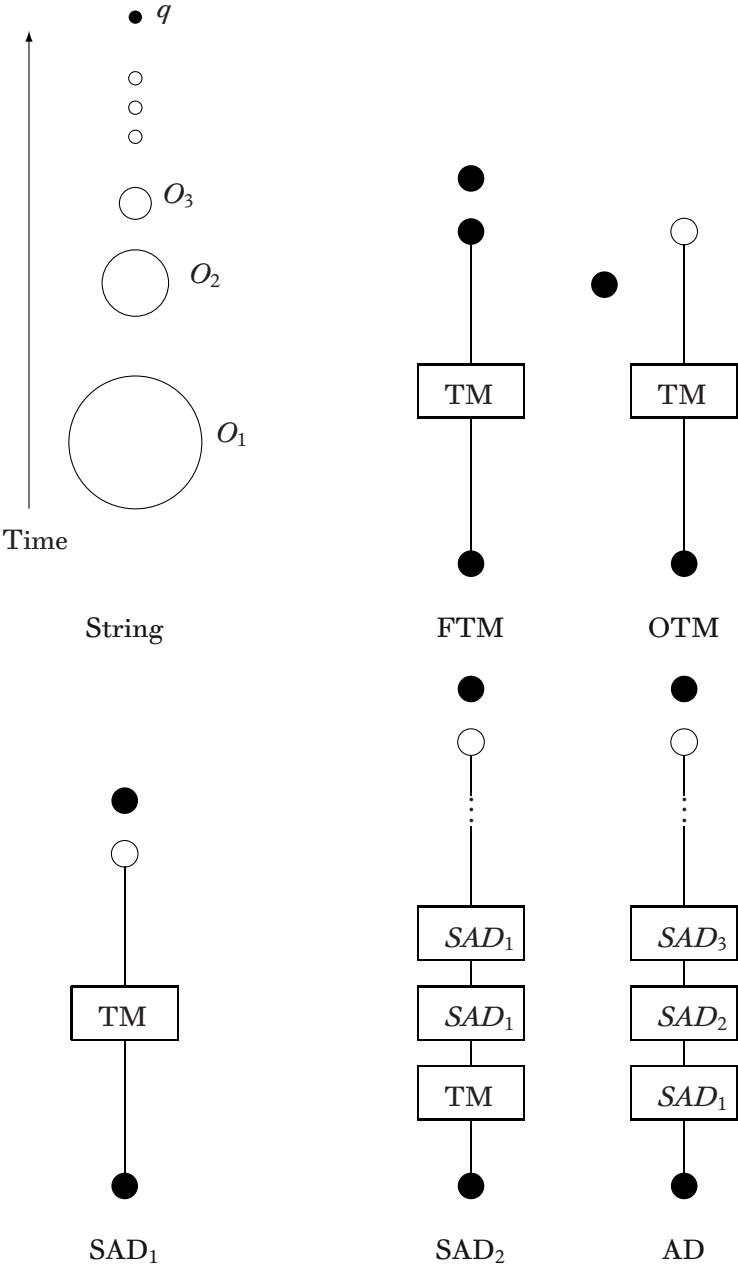 q
O₃
O₂
O₁
Time
String
TM
TM
FTM
OTM
TM
SAD₁
SAD₁
SAD₁
TM
SAD₂
SAD₃
SAD₂
SAD₁
AD